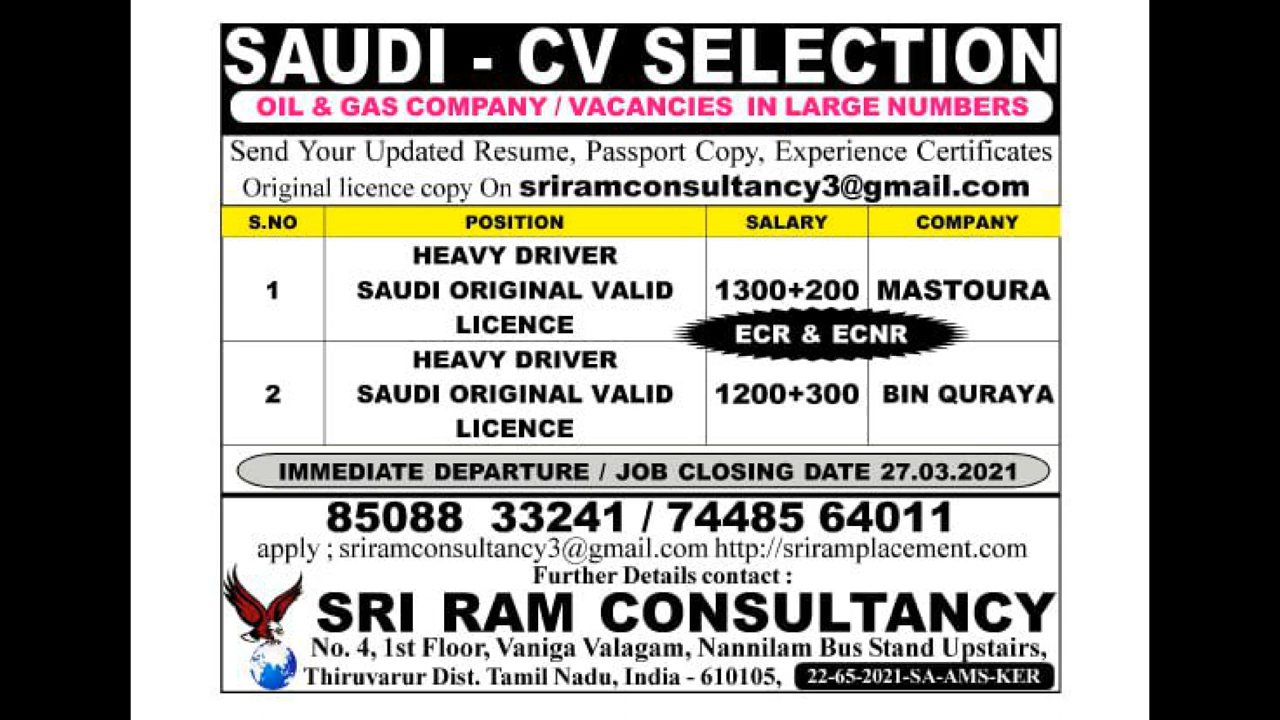 SAUDI - CV SELECTION
OIL & GAS COMPANY / VACANCIES IN LARGE NUMBERS
Send Your Updated Resume, Passport Copy, Experience Certificates
Original licence copy On sriramconsultancy3@gmail.com
S.NO POSITION SALARY COMPANY
HEAVY DRIVER
1 SAUDI ORIGINAL VALID 1300+200 MASTOURA
LICENCE
ECR & ECNR
HEAVY DRIVER
2 SAUDI ORIGINAL VALID 1200+300 BIN QURAYA
LICENCE
IMMEDIATE DEPARTURE / JOB CLOSING DATE 27.03.2021
85088 33241 / 74485 64011
apply ; sriramconsultancy3@gmail.com http://sriramplacement.com
Further Details contact :
SRI RAM CONSULTANCY
No. 4, 1st Floor, Vaniga Valagam, Nannilam Bus Stand Upstairs,
Thiruvarur Dist. Tamil Nadu, India - 610105, 22-65-2021-SA-AMS-KER